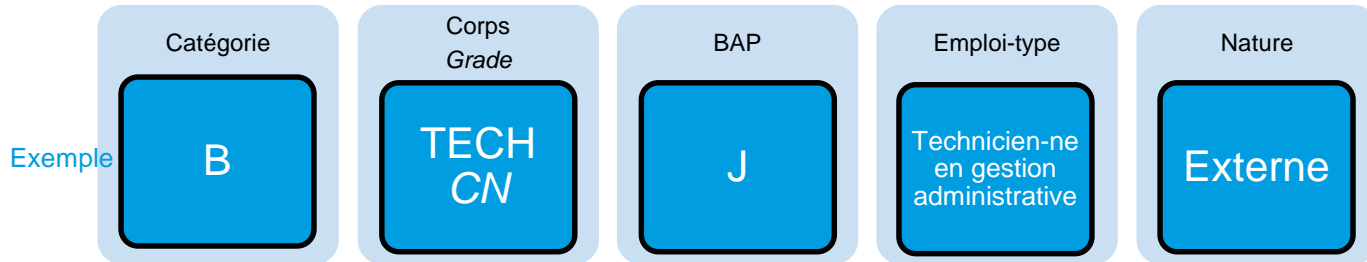 Catégorie
Corps
Grade
BAP
Emploi-type
Nature
Exemple
B
TECH
CN
J
Technicien-ne
en gestion
administrative
Externe